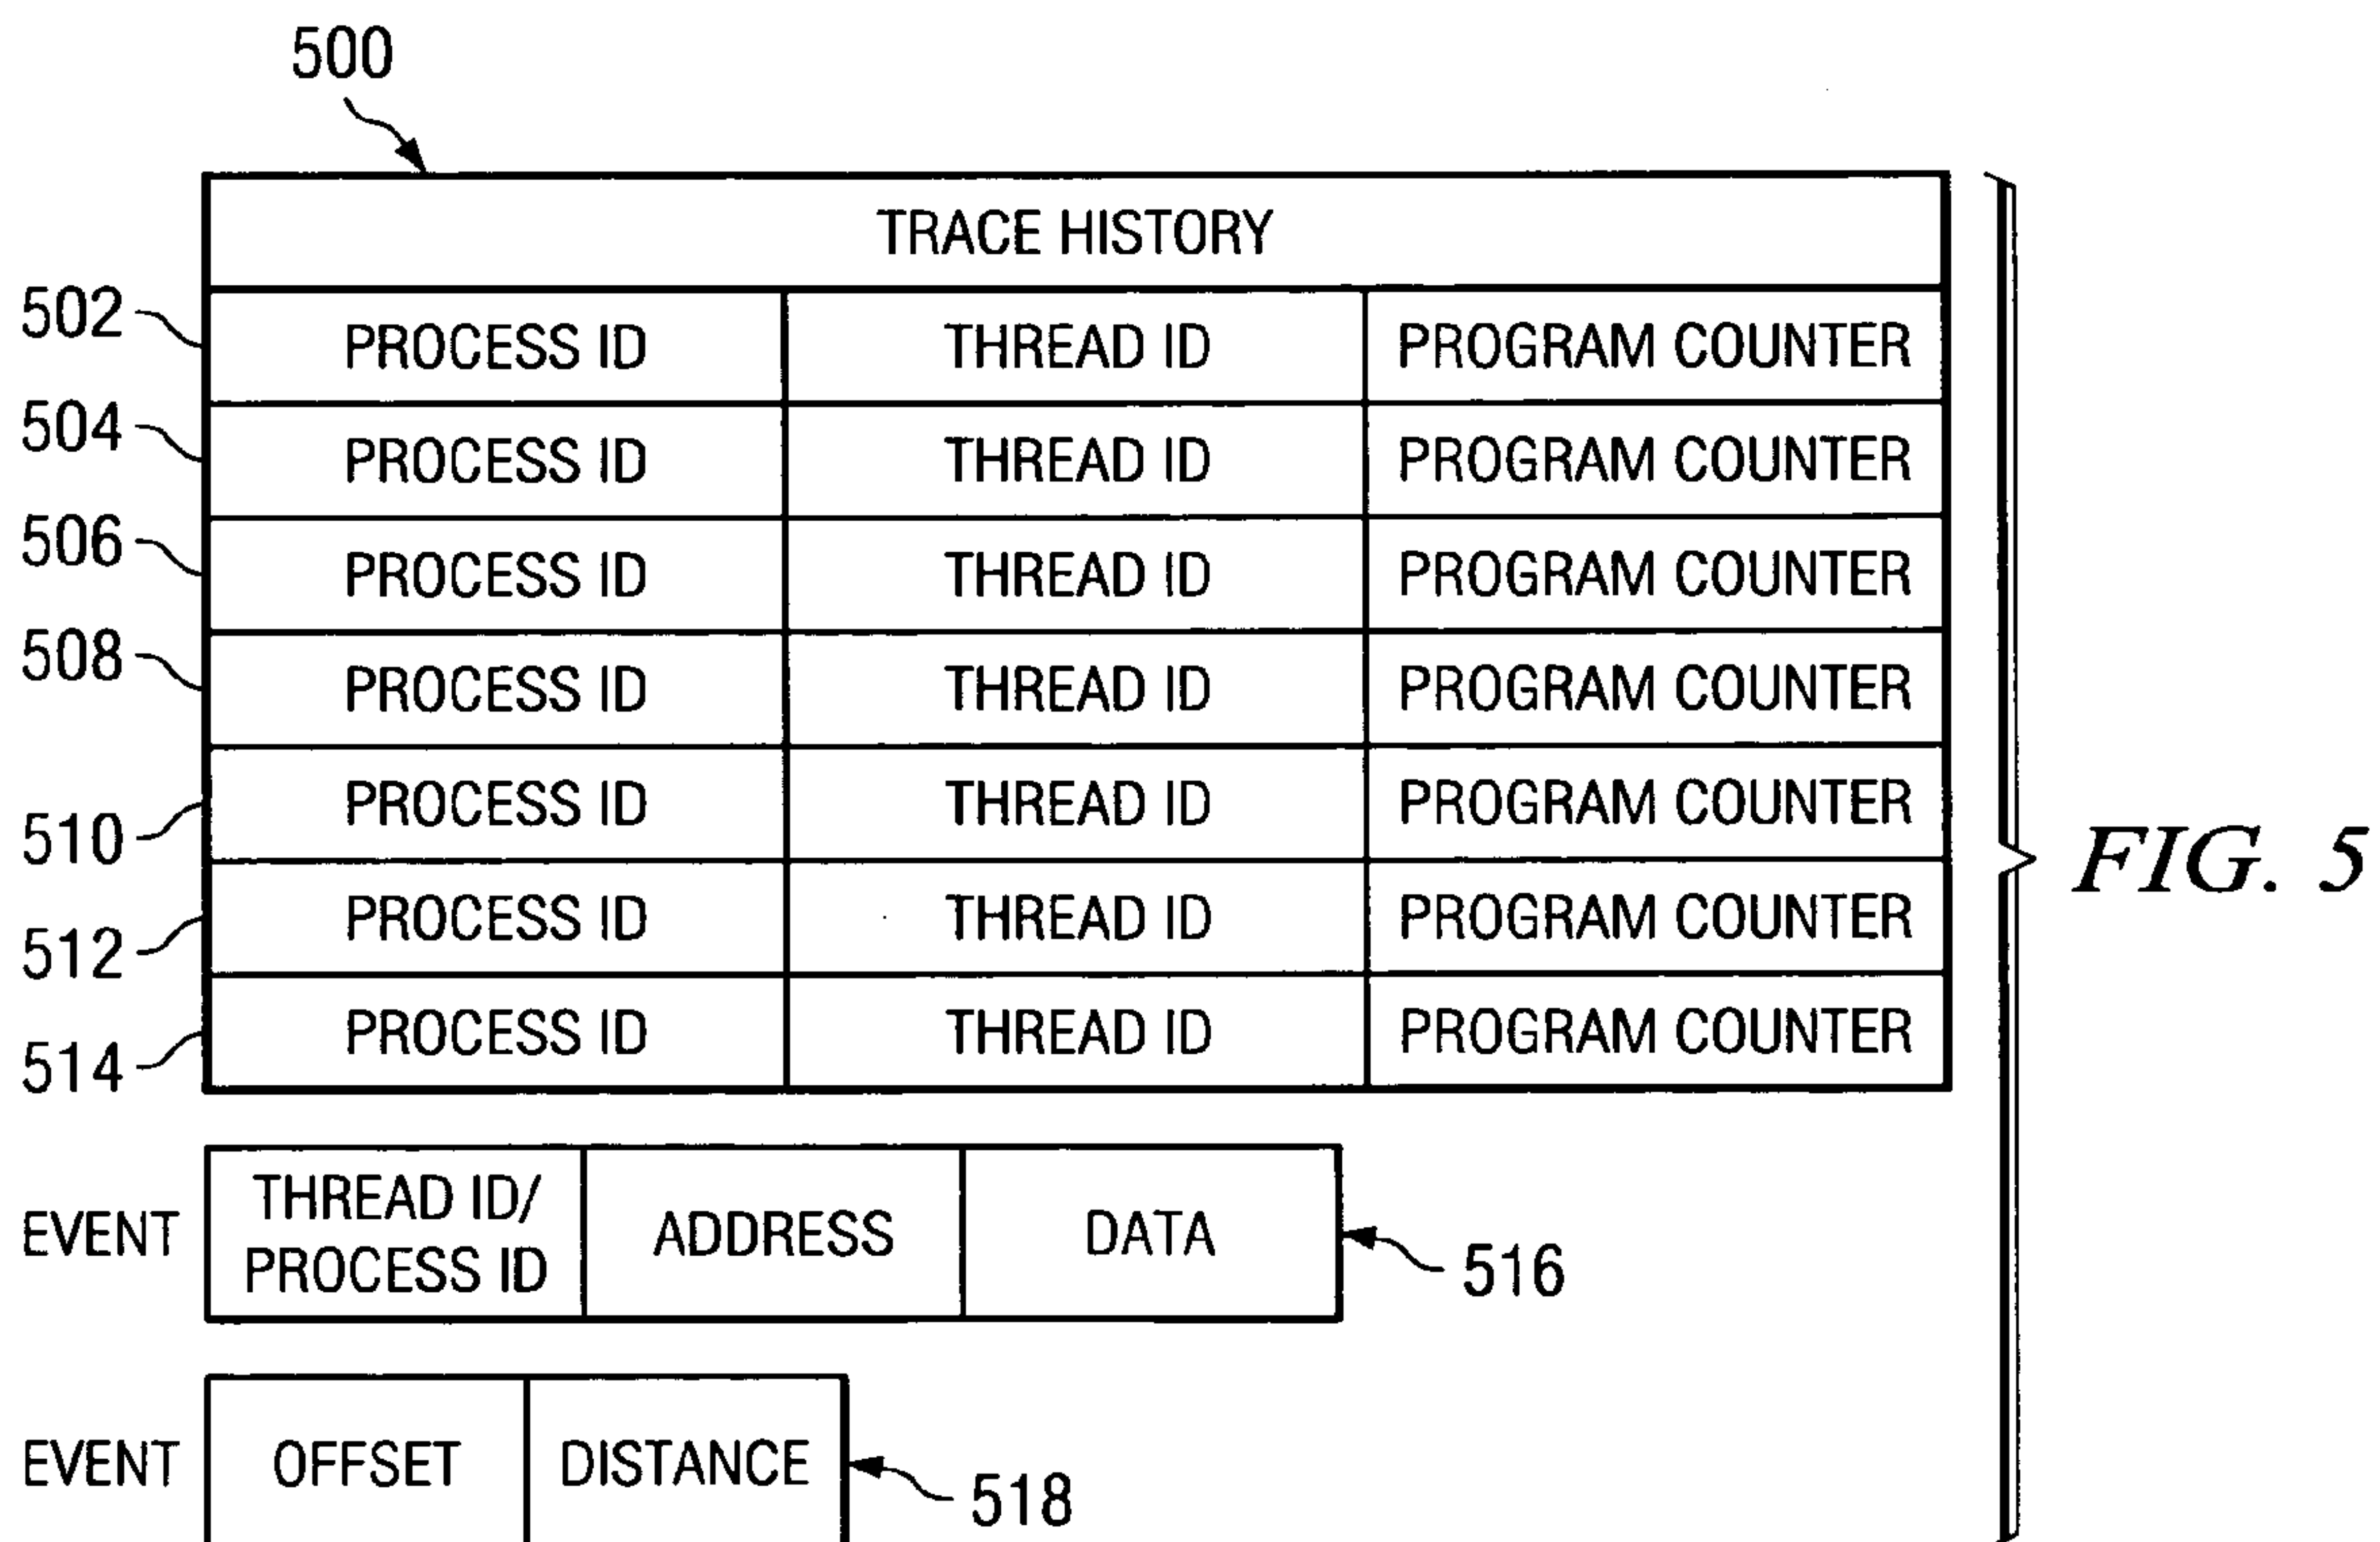 500
TRACE HISTORY
502 PROCESS ID THREAD ID PROGRAM COUNTER
504 PROCESS ID THREAD ID PROGRAM COUNTER
506 PROCESS ID THREAD ID PROGRAM COUNTER
508 PROCESS ID THREAD ID PROGRAM COUNTER
510 PROCESS ID THREAD ID PROGRAM COUNTER
512 PROCESS ID THREAD ID PROGRAM COUNTER
514 PROCESS ID THREAD ID PROGRAM COUNTER
FIG. 5
EVENT THREAD ID/
PROCESS ID ADDRESS DATA 516
EVENT OFFSET DISTANCE 518